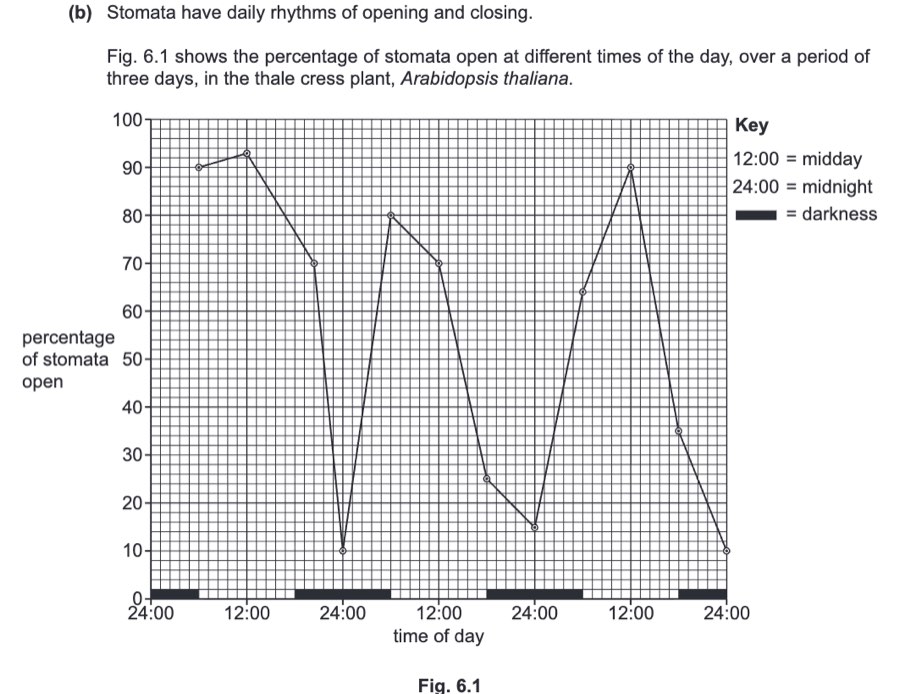 (b) Stomata have daily rhythms of opening and closing.
Fig. 6.1 shows the percentage of stomata open at different times of the day, over a period of
three days, in the thale cress plant, Arabidopsis thaliana.
100
90
80
70
60
50
40
30
20
10
0
percentage
of stomata
open
Key
12:00 = midday
24:00 = midnight
= darkness
24:00 12:00 24:00 12:00 24:00 12:00 24:00
time of day
Fig. 6.1